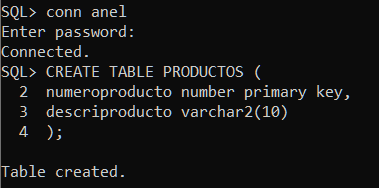 SQL> conn anel
Enter password:
Connected.
SQL> CREATE TABLE PRODUCTOS (
  2  numeroproducto number primary key,
  3  descriproducto varchar2(10)
  4  );
Table created.